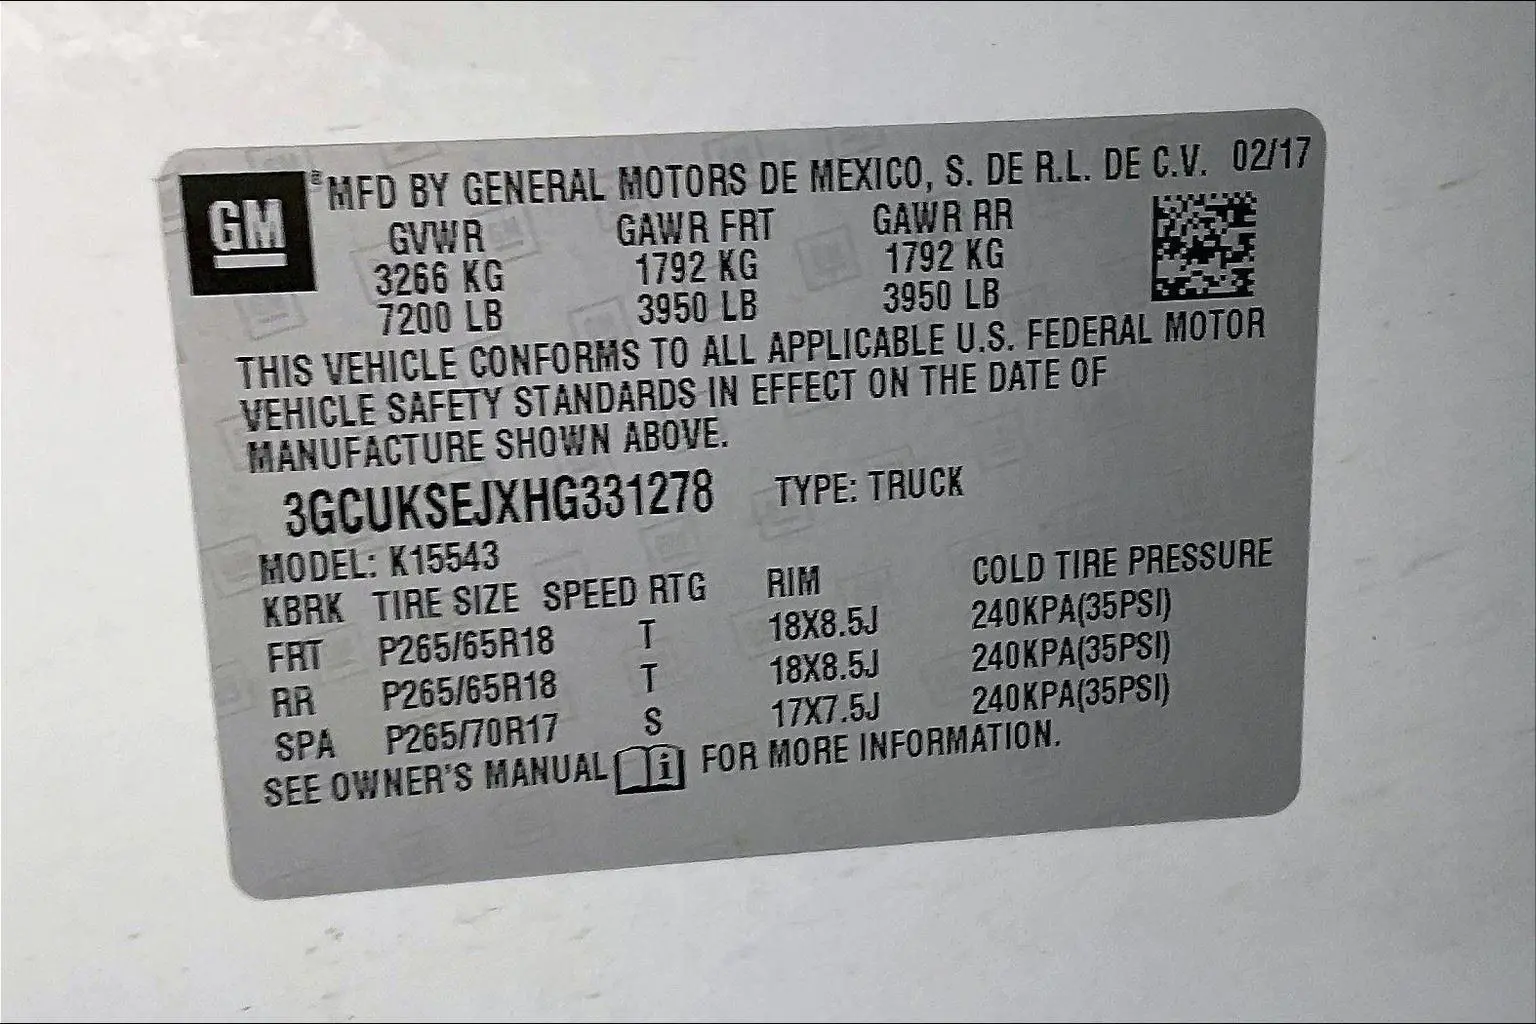 GM ® MFD BY GENERAL MOTORS DE MEXICO, S. DE R.L. DE C.V. 02/17
GVWR GAWR FRT GAWR RR
3266 KG 1792 KG 1792 KG
7200 LB 3950 LB 3950 LB
THIS VEHICLE CONFORMS TO ALL APPLICABLE U.S. FEDERAL MOTOR
VEHICLE SAFETY STANDARDS IN EFFECT ON THE DATE OF
MANUFACTURE SHOWN ABOVE.
3GCUKSEJXHG331278 TYPE: TRUCK
MODEL: K15543
KBRK TIRE SIZE SPEED RTG RIM COLD TIRE PRESSURE
FRT P265/65R18 T 18X8.5J 240KPA(35PSI)
RR P265/65R18 T 18X8.5J 240KPA(35PSI)
SPA P265/70R17 S 17X7.5J 240KPA(35PSI)
SEE OWNER'S MANUAL i FOR MORE INFORMATION.